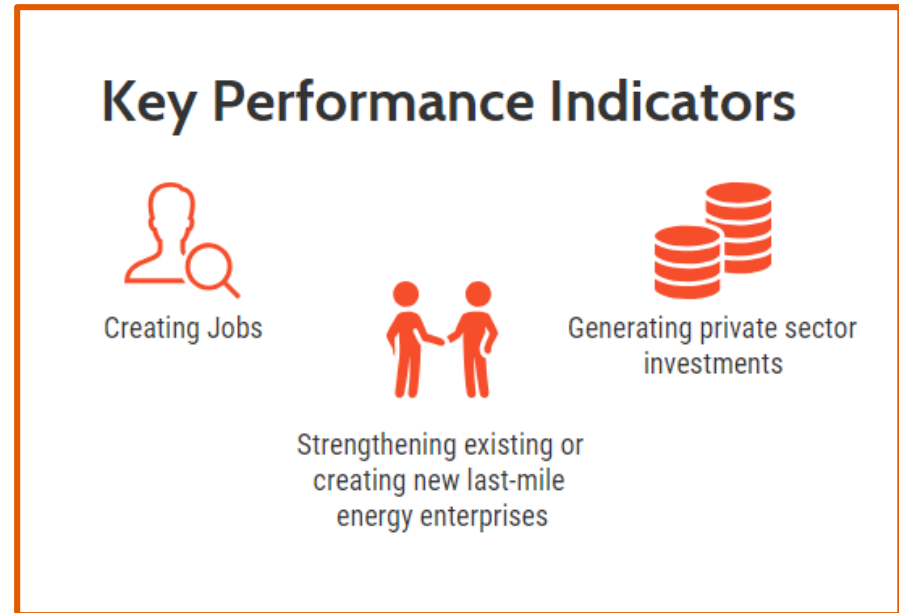 Key Performance Indicators
Creating Jobs
Strengthening existing or
creating new last-mile
energy enterprises
Generating private sector
investments